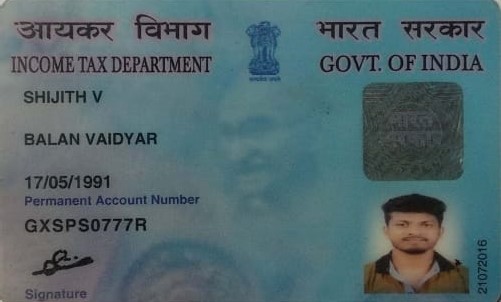 आयकर विभाग
INCOME TAX DEPARTMENT
भारत सरकार
GOVT. OF INDIA
SHIJITH V
BALAN VAIDYAR
17/05/1991
Permanent Account Number
GXSPS0777R
Signature
21072016
भारत